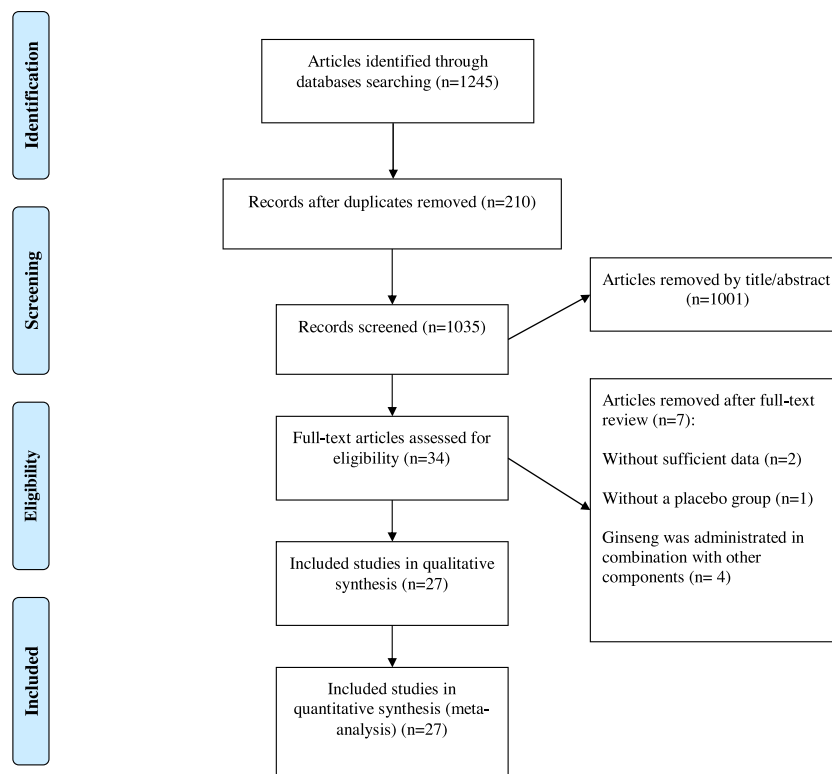 Identification
Articles identified through
databases searching (n=1245)
Records after duplicates removed (n=210)
Screening
Articles removed by title/abstract
(n=1001)
Records screened (n=1035)
Eligibility
Full-text articles assessed for
eligibility (n=34)
Articles removed after full-text
review (n=7):
Without sufficient data (n=2)
Without a placebo group (n=1)
Ginseng was administrated in
combination with other
components (n= 4)
Included studies in qualitative
synthesis (n=27)
Included
Included studies in
quantitative synthesis (meta-
analysis) (n=27)